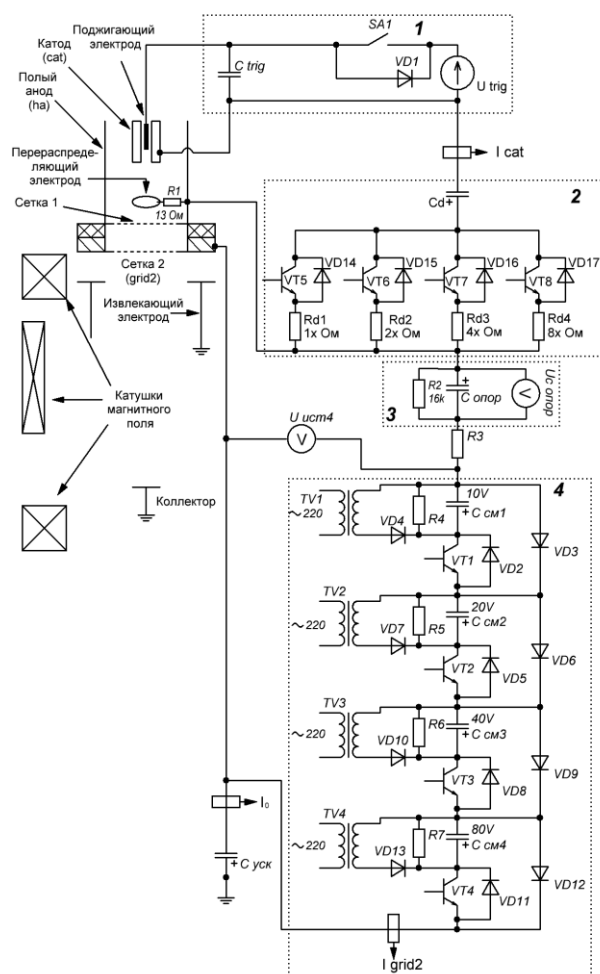 Поджигающий
электрод
Катод
(cat)
Полый
анод
(ha)
Перераспреде-
ляющий
электрод
Сетка 1
R1
13 Ом
Сетка 2
(grid2)
Извлекающий
электрод
Катушки
магнитного
поля
Коллектор
SA1
1
C trig
VD1
U trig
I cat
2
Cd+
VT5
VD14
VT6
VD15
VT7
VD16
VT8
VD17
Rd1
1x Ом
Rd2
2x Ом
Rd3
4x Ом
Rd4
8x Ом
R2
16k
+
C опор
V
Uс опор
3
R3
U ист4
V
4
TV1
~ 220
VD4
R4
10V
+ C см1
VT1
VD2
VD3
TV2
~ 220
VD7
R5
20V
+ C см2
VT2
VD5
VD6
TV3
~ 220
VD10
R6
40V
+ C см3
VT3
VD8
VD9
TV4
~ 220
VD13
R7
80V
+ C см4
VT4
VD11
VD12
I₀
+ C уск
I grid2